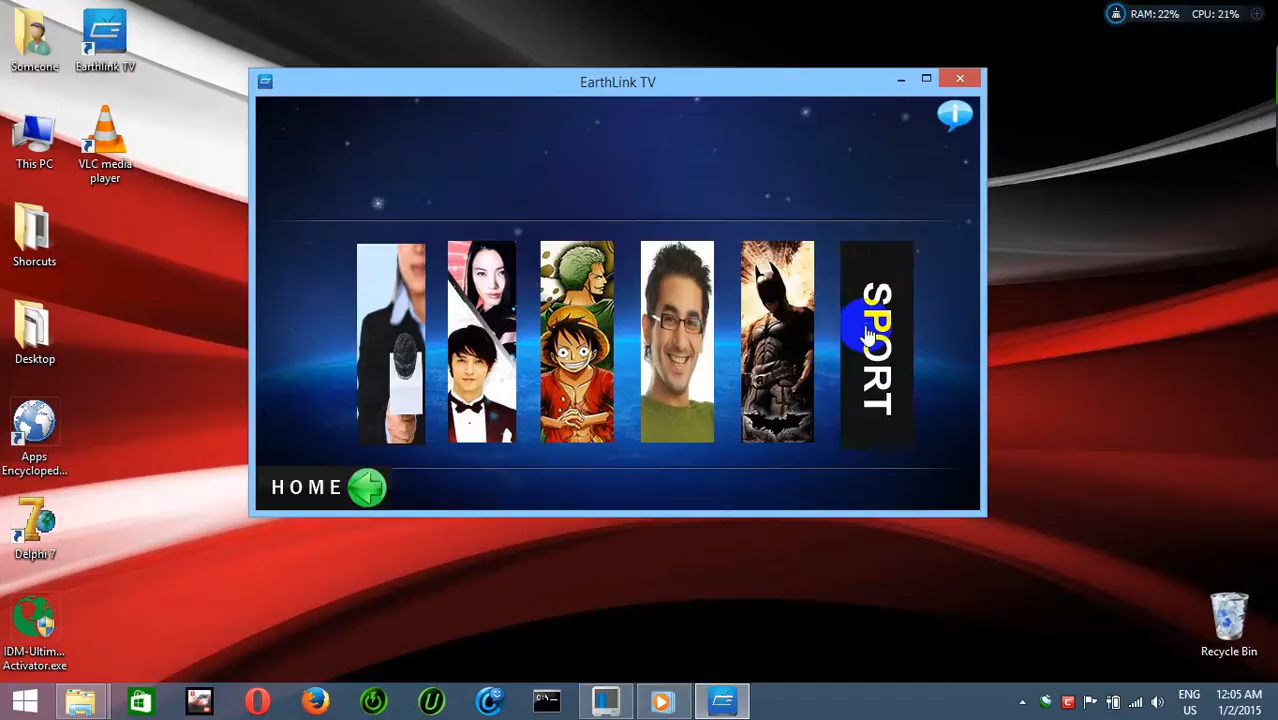 RAM: 22% CPU: 21%
Someone
Earthlink TV
This PC
VLC media
player
Shorcuts
Desktop
Apps
Encycloped...
Delphi 7
IDM-Ultim...
Activator.exe
EarthLink TV
SPORT
HOME
Recycle Bin
ENG
12:05 AM
1/2/2015